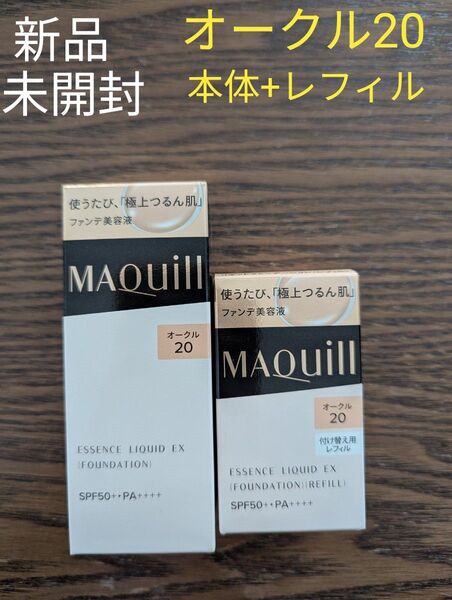 新品
未開封
オークル20
本体+レフィル
使うたび、「極上つるん肌」
ファンデ美容液
MAQuill
オークル
20
ESSENCE LIQUID EX
(FOUNDATION)
SPF50+・PA++++
使うたび、「極上つるん肌」
ファンデ美容液
MAQuill
オークル
20
付け替え用
レフィル
ESSENCE LIQUID EX
(FOUNDATION)(REFILL)
SPF50+・PA++++